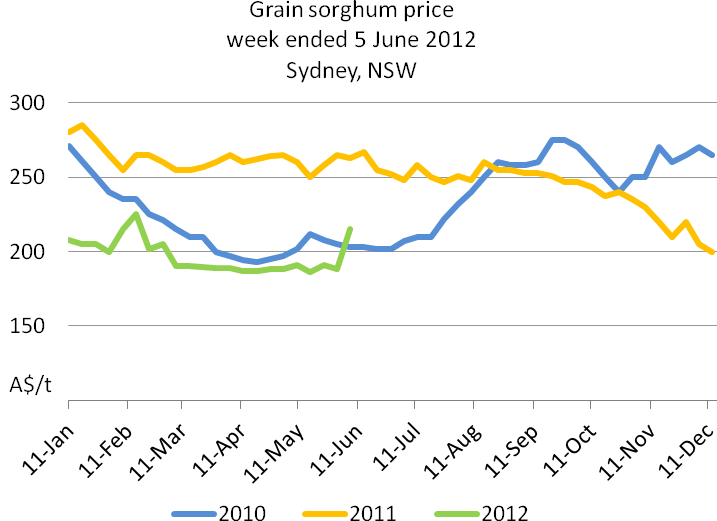 Grain sorghum price
week ended 5 June 2012
Sydney, NSW
300
250
200
150
A$/t
11-Jan
11-Feb
11-Mar
11-Apr
11-May
11-Jun
11-Jul
11-Aug
11-Sep
11-Oct
11-Nov
11-Dec
2010 2011 2012